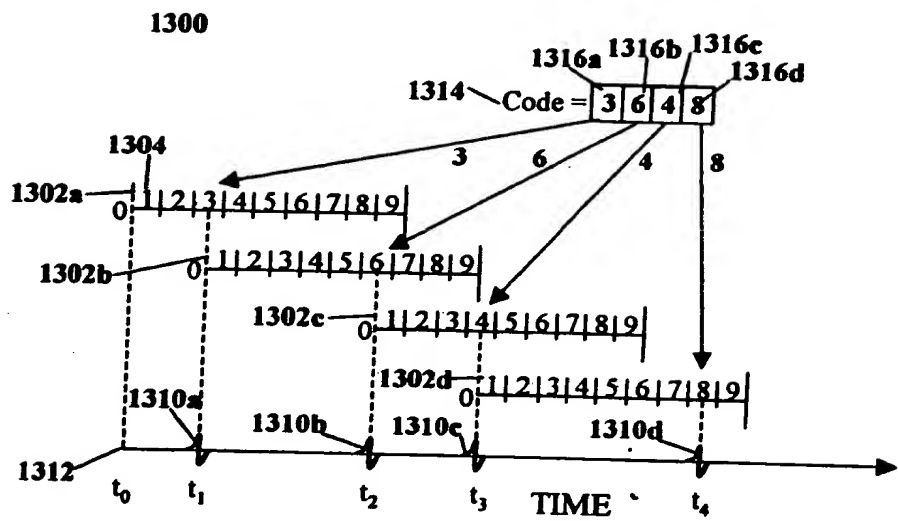 1300
1316a 1316b 1316c
1316d
1314 Code = 3 6 4 8
1304
3 6 4 8
1302a
0 1 2 3 4 5 6 7 8 9
1302b
0 1 2 3 4 5 6 7 8 9
1302c
0 1 2 3 4 5 6 7 8 9
1302d
0 1 2 3 4 5 6 7 8 9
1310a 1310b 1310c 1310d
1312
t0 t1 t2 t3 TIME t4